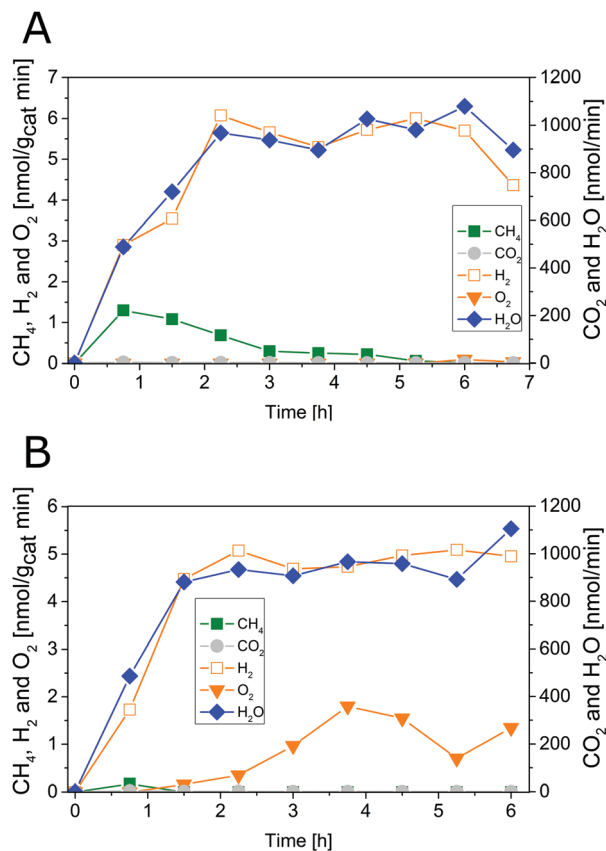 A
CH₄, H₂ and O₂ [nmol/gcat min]
7
6
5
4
3
2
1
0
1200
1000
800
600
400
200
0
CO₂ and H₂O [nmol/min]
CH₄
CO₂
H₂
O₂
H₂O
0 1 2 3 4 5 6 7
Time [h]
B
CH₄, H₂ and O₂ [nmol/gcat min]
6
5
4
3
2
1
0
1200
1000
800
600
400
200
0
CO₂ and H₂O [nmol/min]
CH₄
CO₂
H₂
O₂
H₂O
0 1 2 3 4 5 6
Time [h]